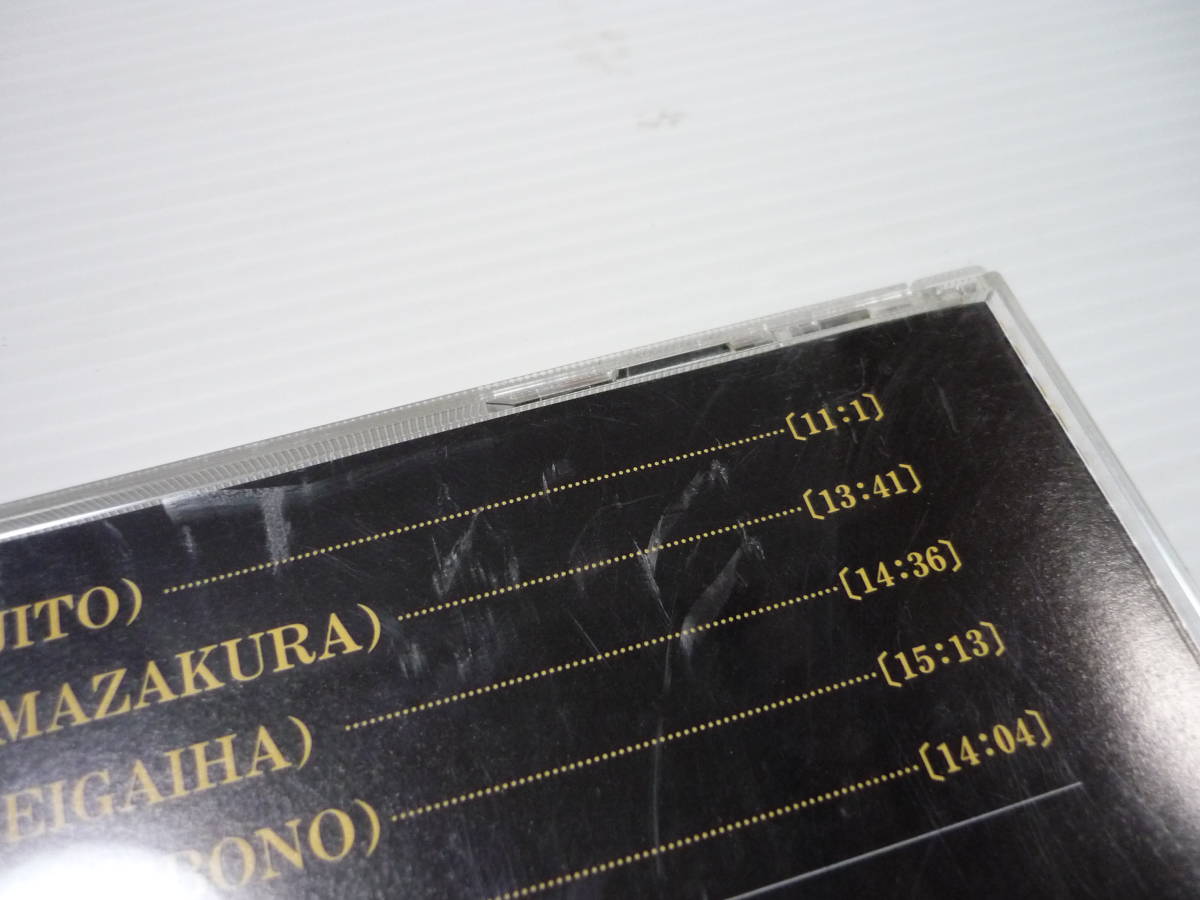 JITO) 〔11:1〕
MAZAKURA) 〔13:41〕
EIGAIHA) 〔14:36〕
BONO) 〔15:13〕
〔14:04〕